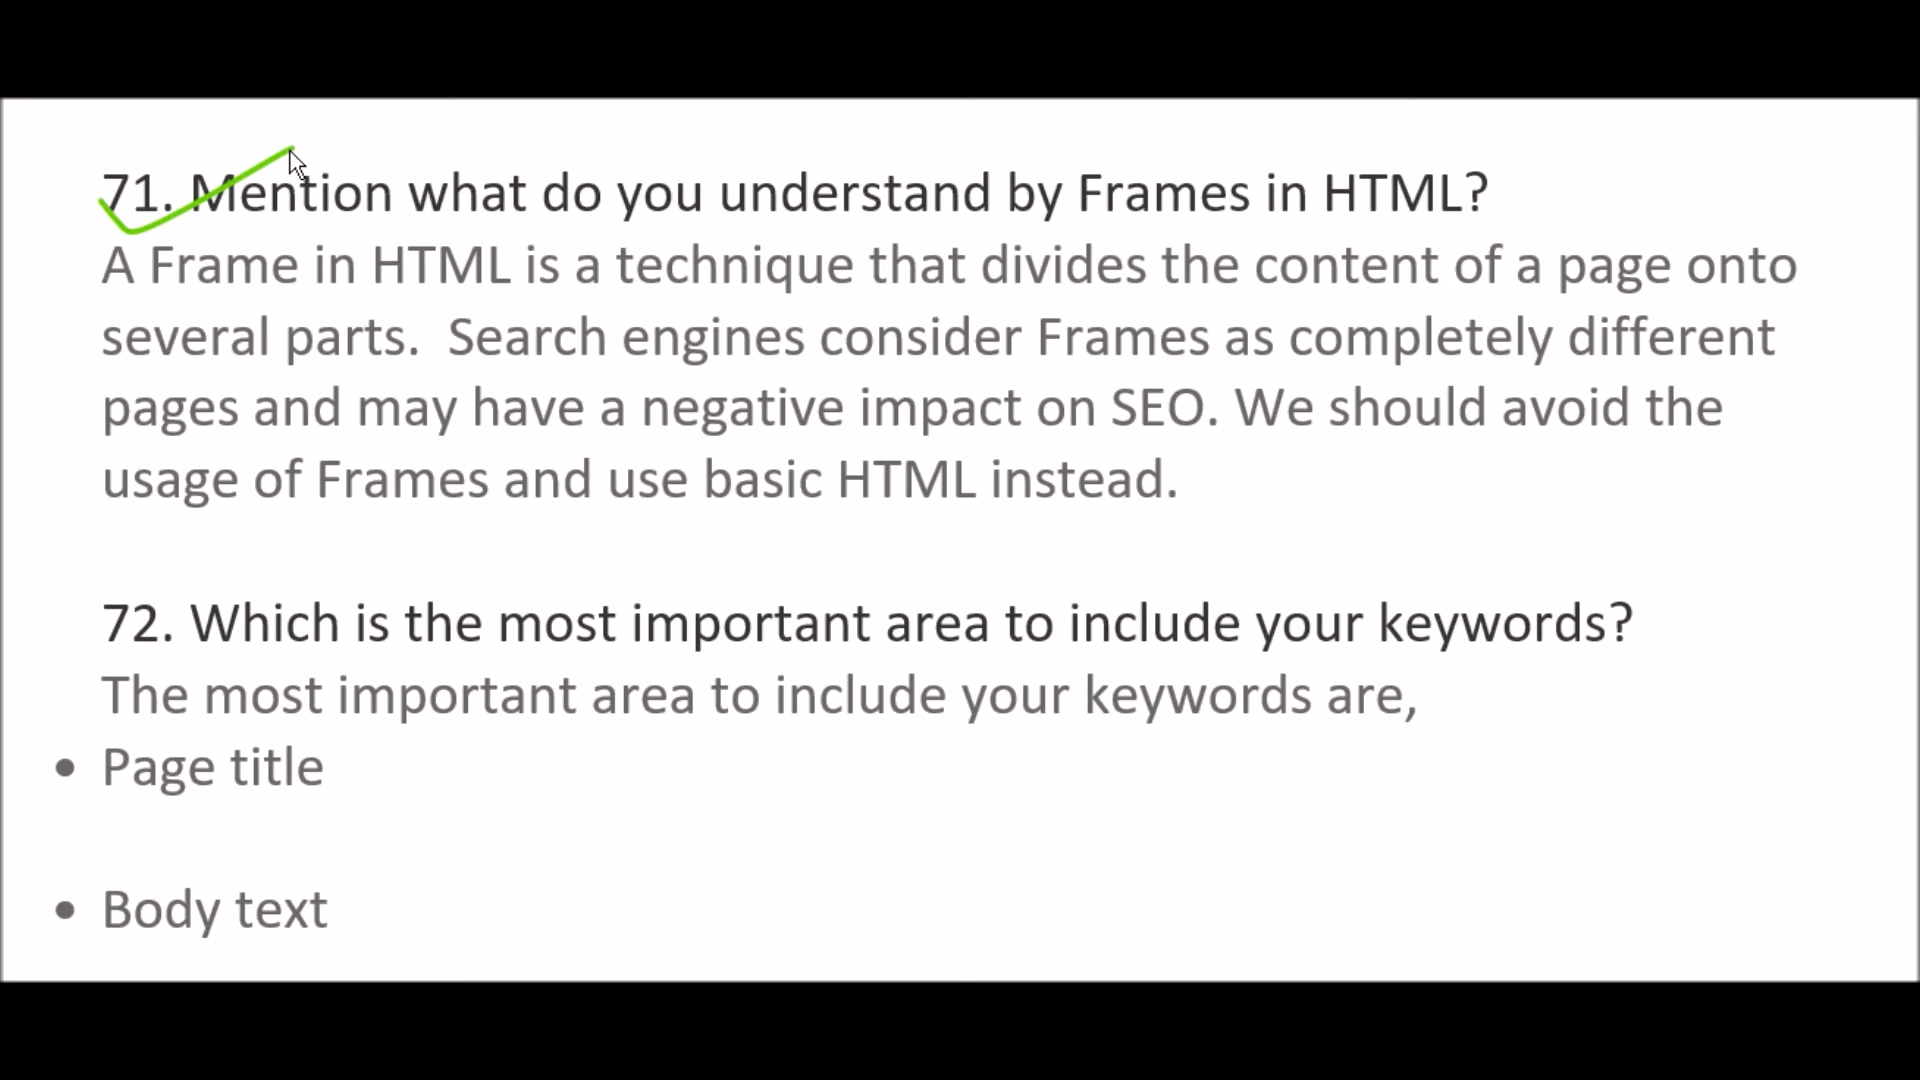 71. Mention what do you understand by Frames in HTML?
A Frame in HTML is a technique that divides the content of a page onto
several parts.  Search engines consider Frames as completely different
pages and may have a negative impact on SEO. We should avoid the
usage of Frames and use basic HTML instead.
72. Which is the most important area to include your keywords?
The most important area to include your keywords are,
• Page title
• Body text